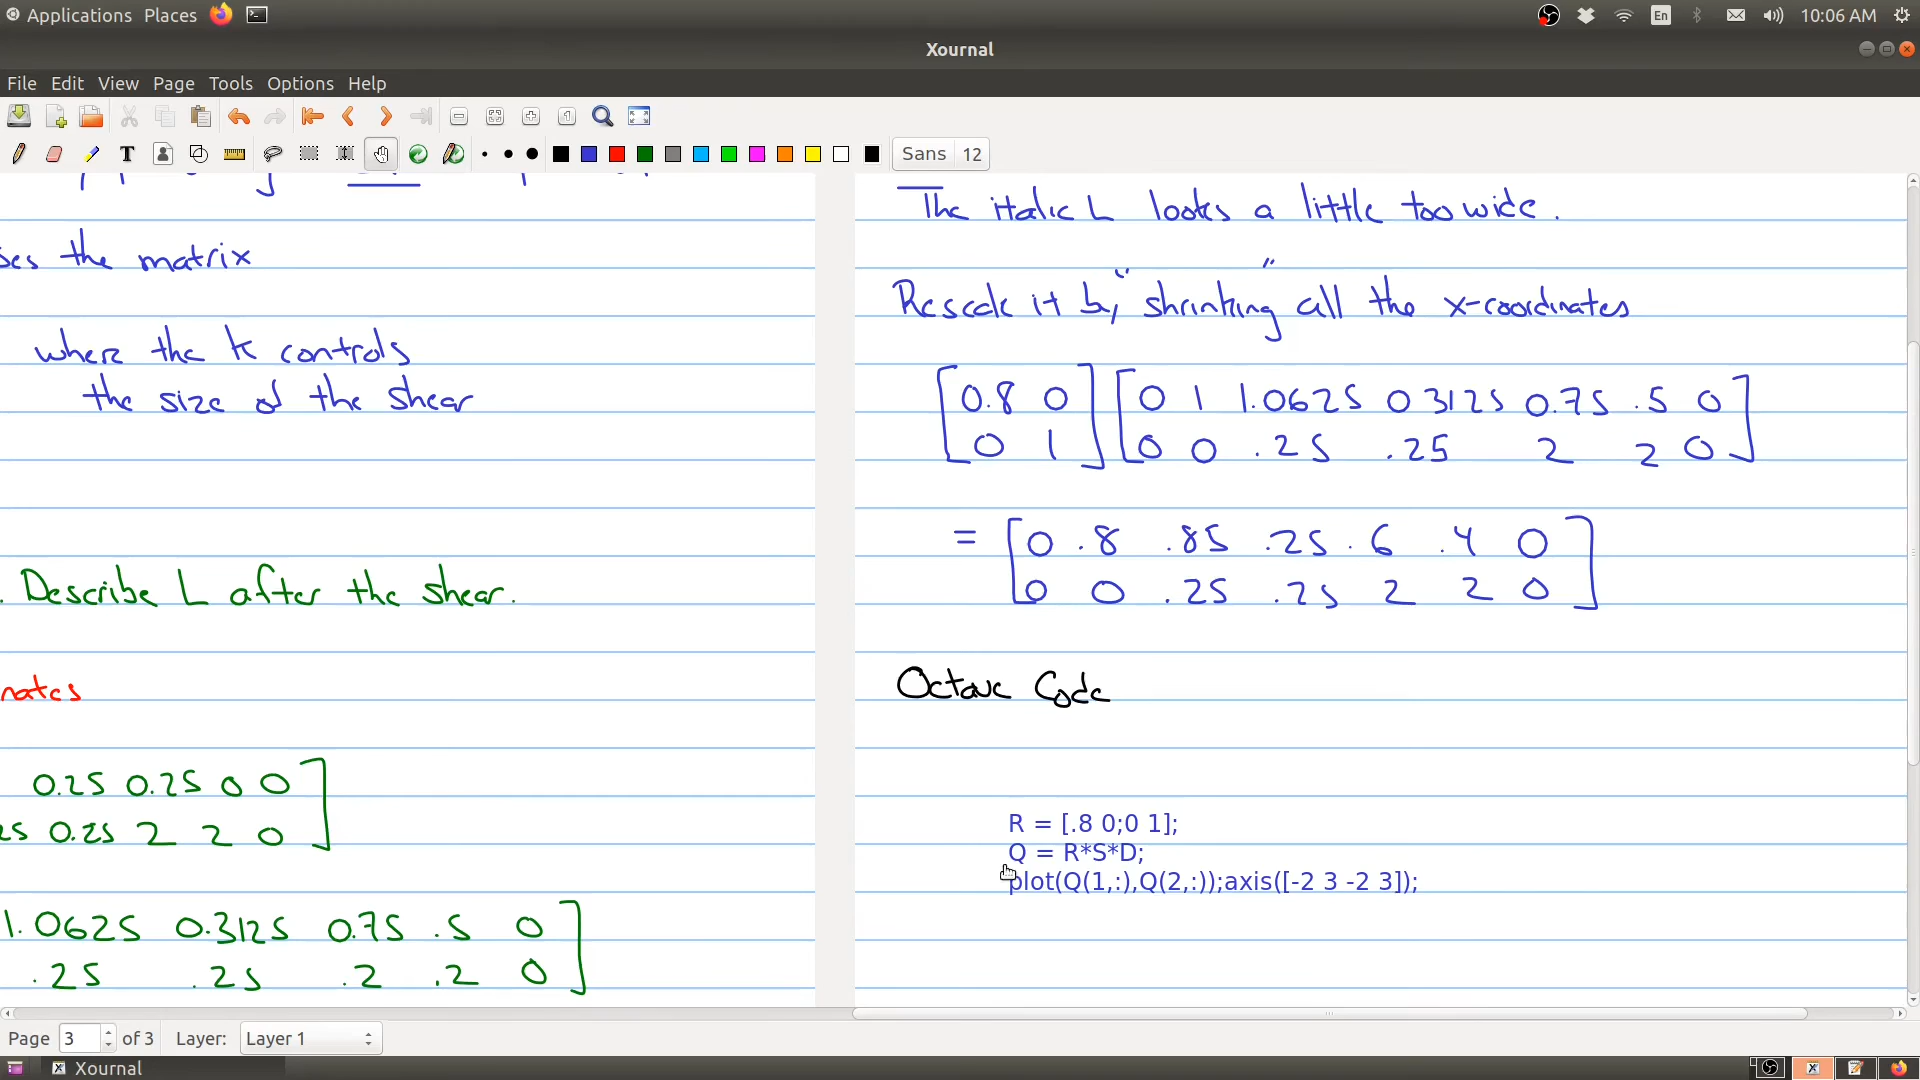 Applications Places
En
10:06 AM
Xournal
File Edit View Page Tools Options Help
T
Sans 12
ses the matrix
where the k controls
the size of the shear
. Describe L after the shear.
nates
0.25 0.25 0 0 ]
25 0.25 2 2 0 ]
1.0625 0.3125 0.75 .5 0 ]
.25 .25 .2 .2 0 ]
The italic L looks a little too wide.
Rescale it by "shrinking" all the x-coordinates
[ 0.8 0 ] [ 0 1 1.0625 0.3125 0.75 .5 0 ]
[ 0 1 ] [ 0 0 .25 .25 2 2 0 ]
= [ 0 .8 .85 .25 .6 .4 0 ]
[ 0 0 .25 .25 2 2 0 ]
Octave Code
R = [.8 0;0 1];
Q = R*S*D;
plot(Q(1,:),Q(2,:));axis([-2 3 -2 3]);
Page 3 of 3 Layer: Layer 1
Xournal